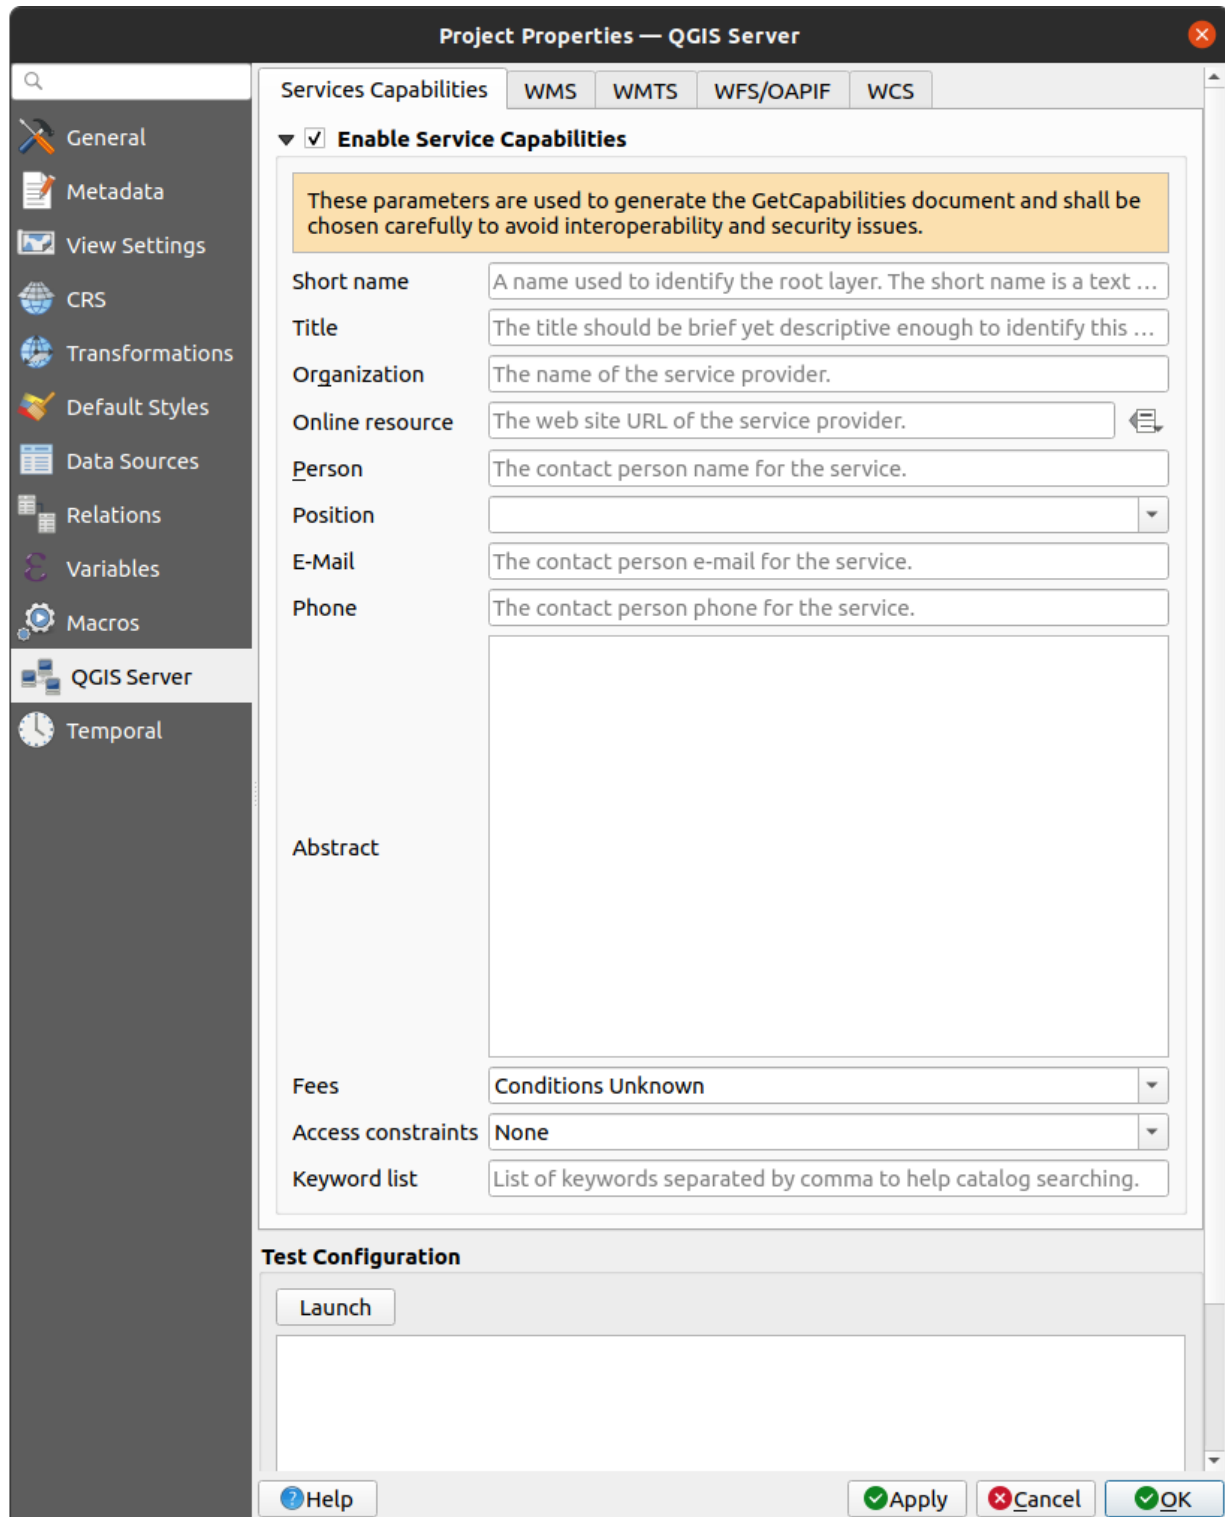 Project Properties — QGIS Server
General
Metadata
View Settings
CRS
Transformations
Default Styles
Data Sources
Relations
Variables
Macros
QGIS Server
Temporal
Services Capabilities WMS WMTS WFS/OAPIF WCS
Enable Service Capabilities
These parameters are used to generate the GetCapabilities document and shall be
chosen carefully to avoid interoperability and security issues.
Short name A name used to identify the root layer. The short name is a text …
Title The title should be brief yet descriptive enough to identify this …
Organization The name of the service provider.
Online resource The web site URL of the service provider.
Person The contact person name for the service.
Position
E-Mail The contact person e-mail for the service.
Phone The contact person phone for the service.
Abstract
Fees Conditions Unknown
Access constraints None
Keyword list List of keywords separated by comma to help catalog searching.
Test Configuration
Launch
Help Apply Cancel OK